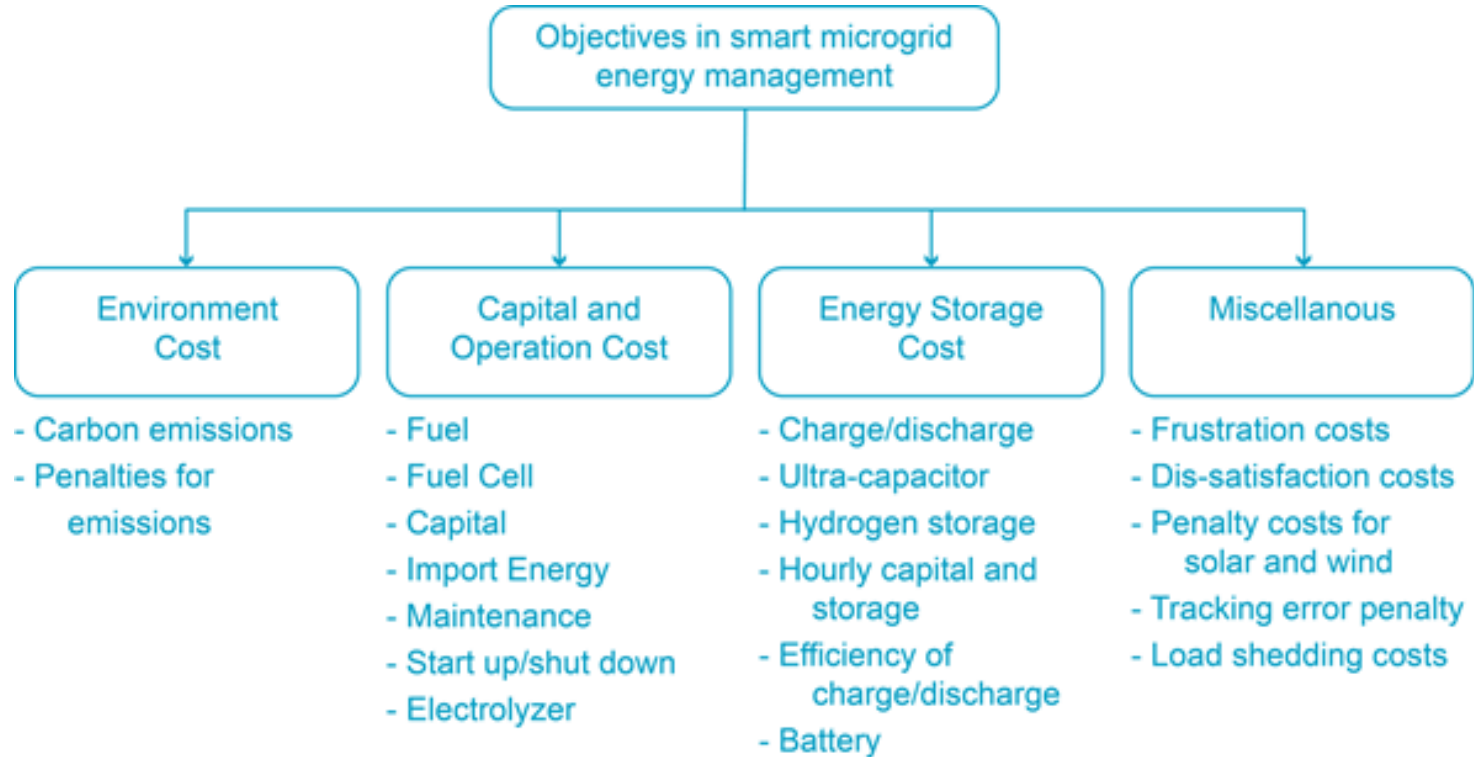 Objectives in smart microgrid
energy management
Environment
Cost
- Carbon emissions
- Penalties for
emissions
Capital and
Operation Cost
- Fuel
- Fuel Cell
- Capital
- Import Energy
- Maintenance
- Start up/shut down
- Electrolyzer
Energy Storage
Cost
- Charge/discharge
- Ultra-capacitor
- Hydrogen storage
- Hourly capital and
storage
- Efficiency of
charge/discharge
- Battery
Miscellanous
- Frustration costs
- Dis-satisfaction costs
- Penalty costs for
solar and wind
- Tracking error penalty
- Load shedding costs